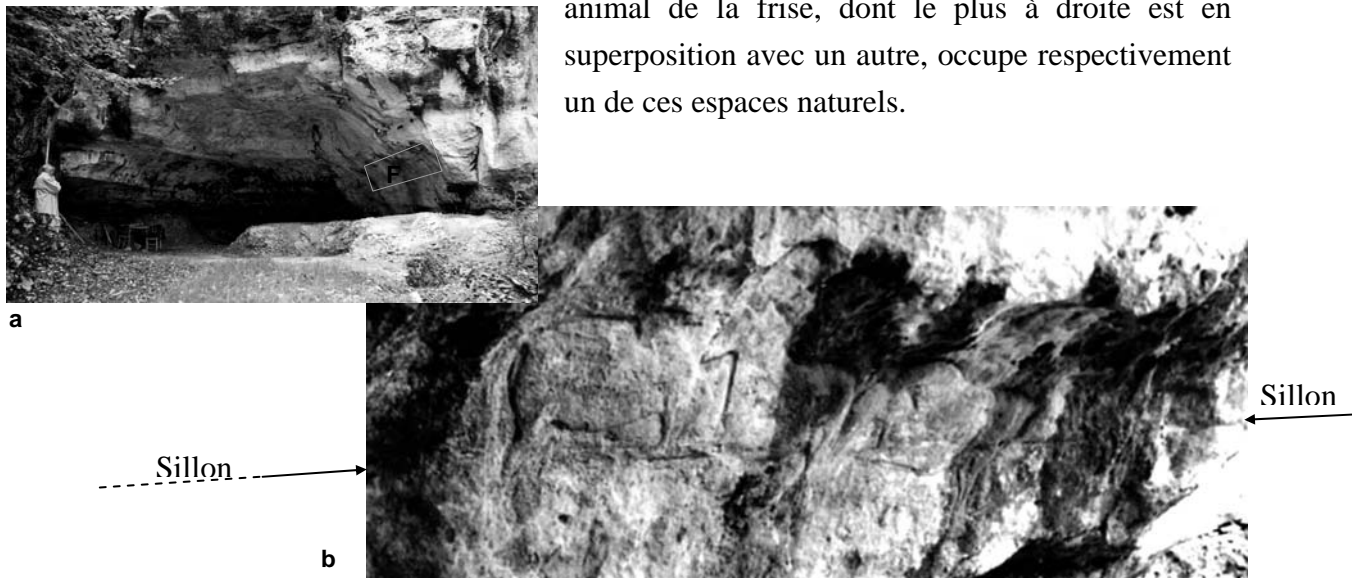 animal de la frise, dont le plus à droite est en
superposition avec un autre, occupe respectivement
un de ces espaces naturels.
F
a
Sillon
Sillon
b